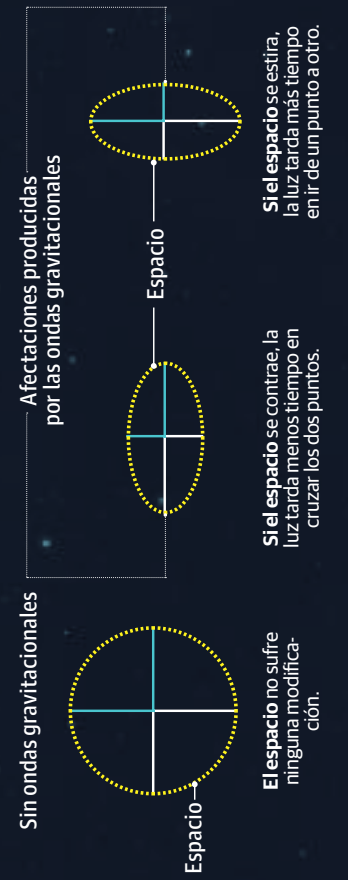 Sin ondas gravitacionales
Espacio
El espacio no sufre
ninguna modifica-
ción.
Afectaciones producidas
por las ondas gravitacionales
Espacio
Si el espacio se contrae, la
luz tarda menos tiempo en
cruzar los dos puntos.
Si el espacio se estira,
la luz tarda más tiempo
en ir de un punto a otro.